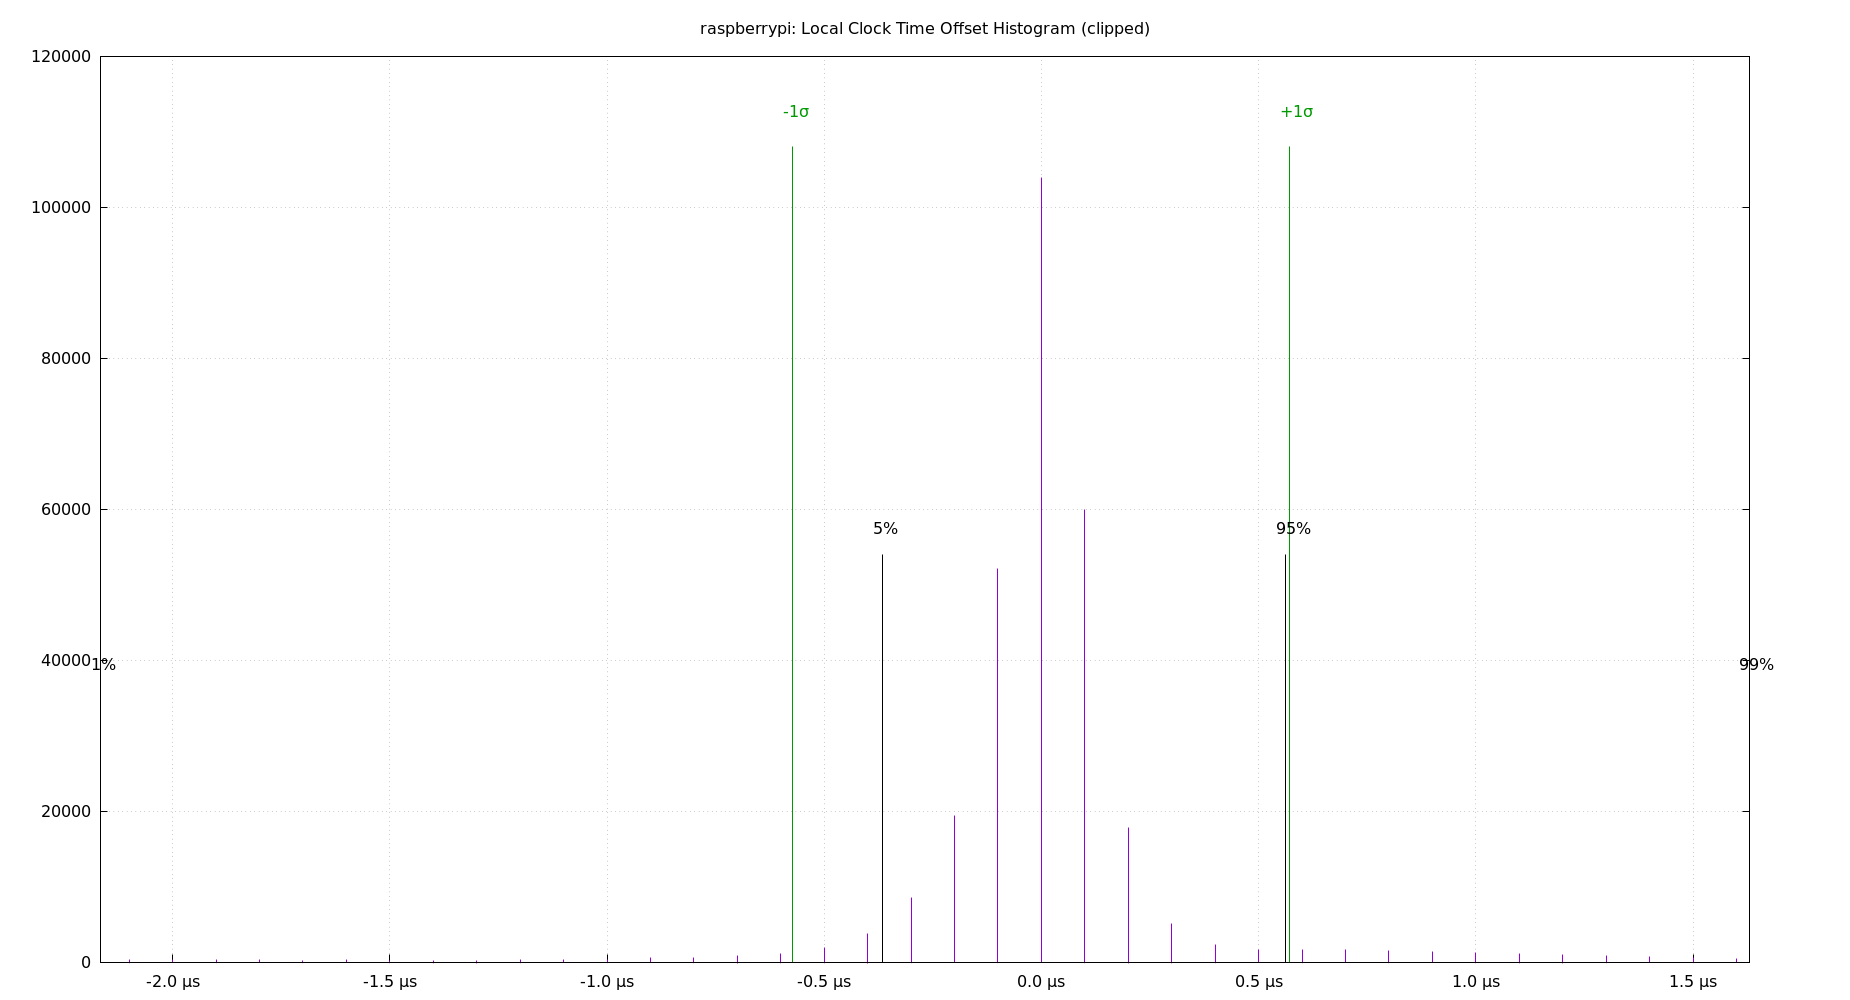 raspberrypi: Local Clock Time Offset Histogram (clipped)
120000
-1σ +1σ
100000
80000
60000
5% 95%
40000 1% 99%
20000
0
-2.0 µs -1.5 µs -1.0 µs -0.5 µs 0.0 µs 0.5 µs 1.0 µs 1.5 µs